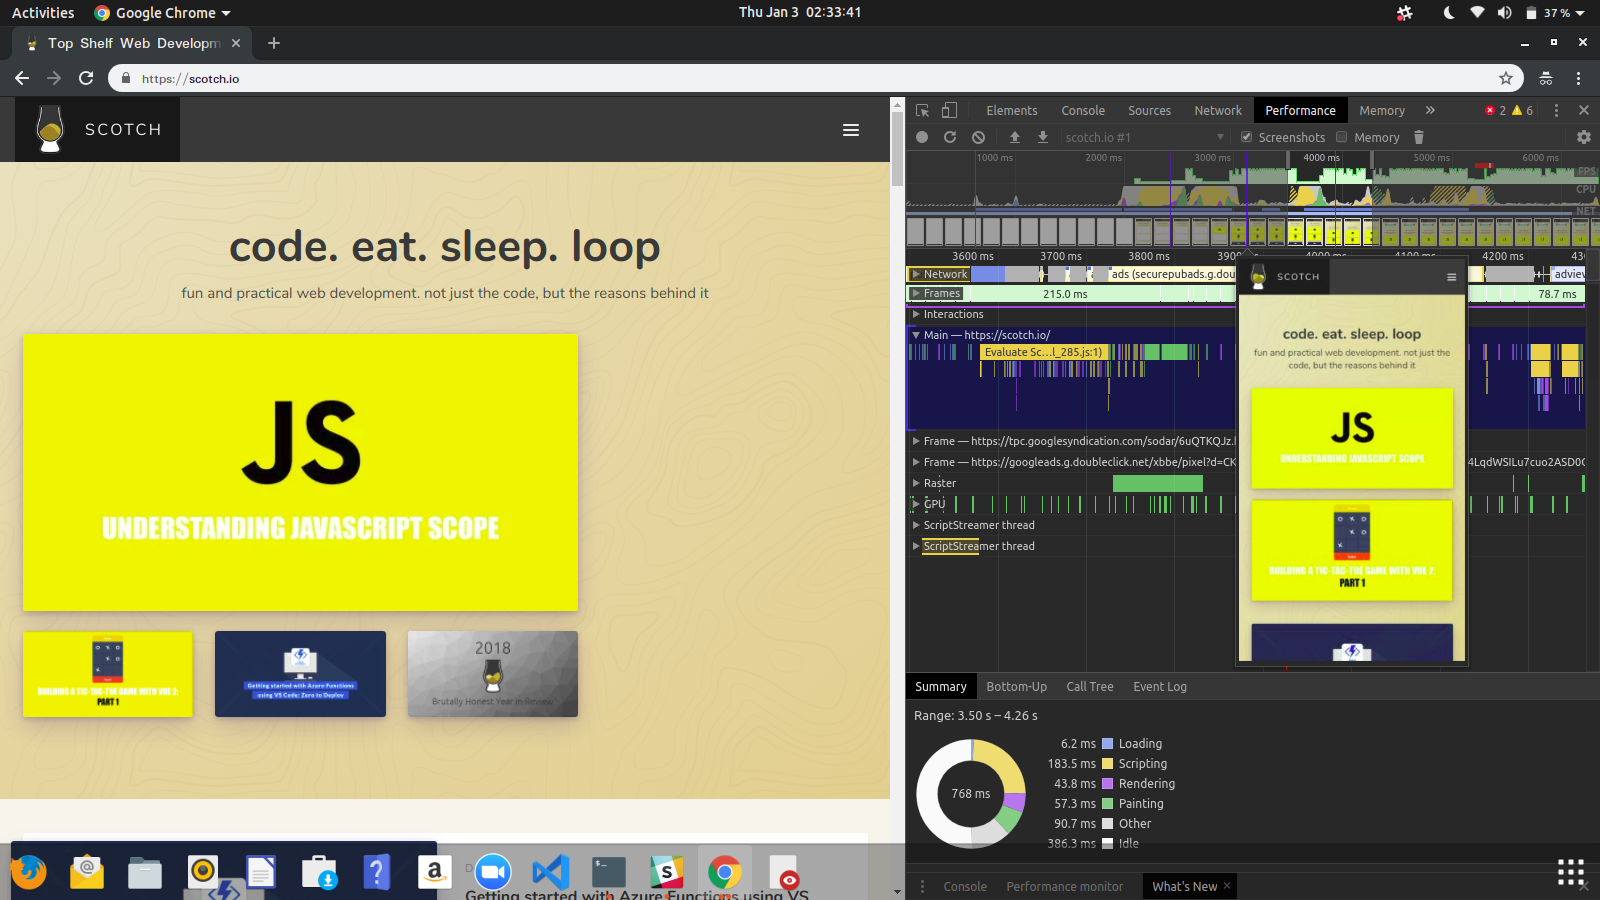 Activities
Google Chrome
Thu Jan 3 02:33:41
37 %
Top Shelf Web Developm
https://scotch.io
SCOTCH
code. eat. sleep. loop
fun and practical web development. not just the code, but the reasons behind it
JS
UNDERSTANDING JAVASCRIPT SCOPE
BUILDING A TIC-TAC-TOE GAME WITH VUE 2:
PART 1
Getting started with Azure Functions
using VS Code: Zero to Deploy
2018
Brutally Honest Year In Review
Getting started with Azure Functions using VS
Elements Console Sources Network Performance Memory
2 6
scotch.io #1
Screenshots Memory
1000 ms 2000 ms 3000 ms 4000 ms 5000 ms 6000 ms
FPS
CPU
NET
3600 ms 3700 ms 3800 ms 4100 ms 4200 ms
Network
ads (securepubads.g.dou
adview
Frames
215.0 ms
78.7 ms
Interactions
Main — https://scotch.io/
Evaluate Sc…l_285.js:1)
Frame — https://tpc.googlesyndication.com/sodar/6uQTKQJz.
Frame — https://googleads.g.doubleclick.net/xbbe/pixel?d=CK
4LqdWSILu7cuo2ASD0
Raster
GPU
ScriptStreamer thread
ScriptStreamer thread
SCOTCH
code. eat. sleep. loop
fun and practical web development. not just the
code, but the reasons behind it
JS
UNDERSTANDING JAVASCRIPT SCOPE
BUILDING A TIC-TAC-TOE GAME WITH VUE 2:
PART 1
Summary Bottom-Up Call Tree Event Log
Range: 3.50 s – 4.26 s
768 ms
6.2 ms Loading
183.5 ms Scripting
43.8 ms Rendering
57.3 ms Painting
90.7 ms Other
386.3 ms Idle
Console Performance monitor What's New